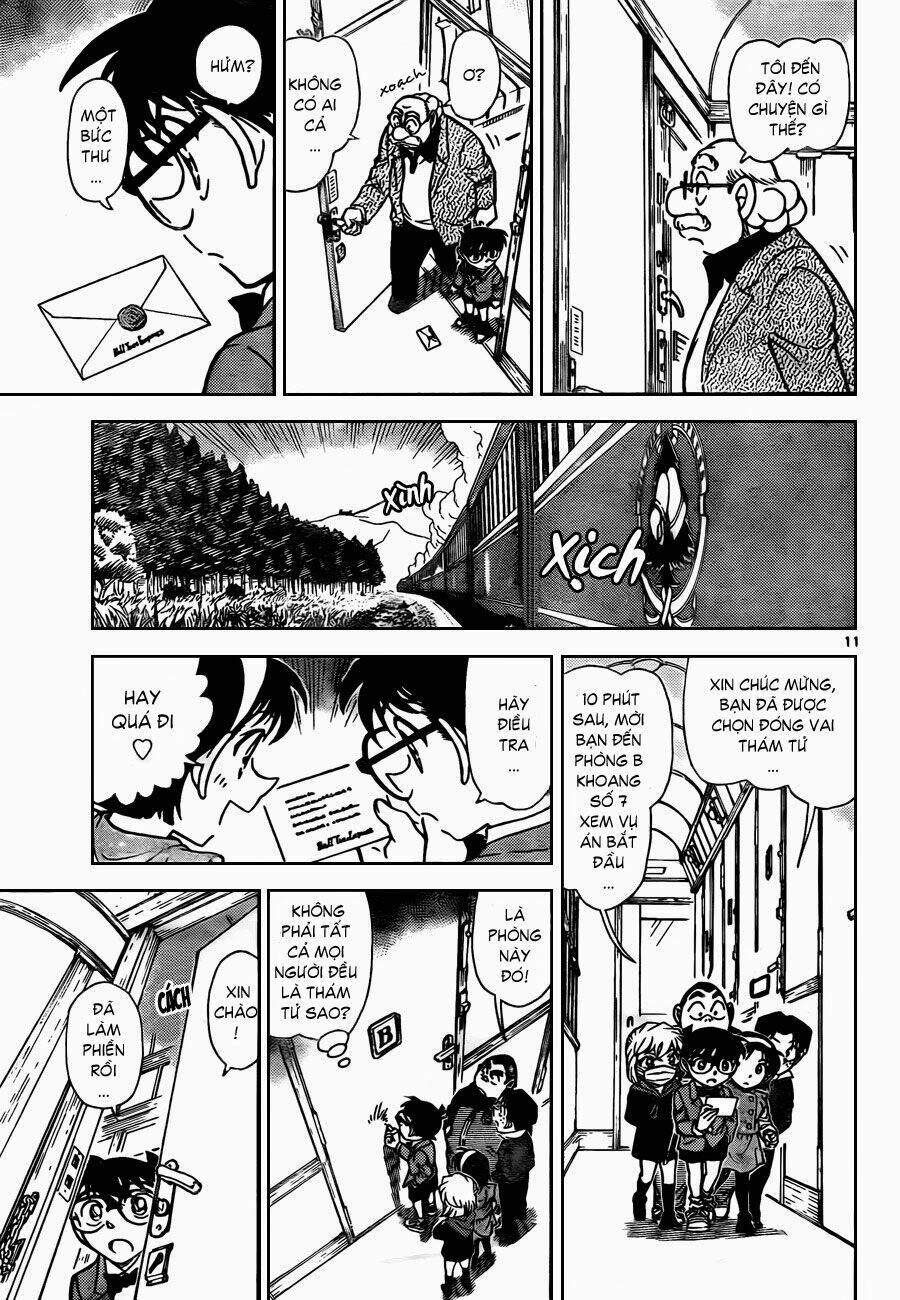 TÔI ĐẾN
ĐÂY! CÓ
CHUYỆN GÌ
THẾ?
Ơ?
xoạch
KHÔNG
CÓ AI
CẢ
...
HỬM?
MỘT
BỨC
THƯ
...
XÌNH
XỊCH
11
XIN CHÚC MỪNG,
BẠN ĐÃ ĐƯỢC
CHỌN ĐÓNG VAI
THÁM TỬ
...
10 PHÚT
SAU, MỜI
BẠN ĐẾN
PHÒNG B
KHOANG
SỐ 7
XEM VỤ
ÁN BẮT
ĐẦU
...
HÃY
ĐIỀU
TRA
...
HAY
QUÁ ĐI
♡
LÀ
PHÒNG
NÀY
ĐÓ!
KHÔNG
PHẢI TẤT
CẢ MỌI
NGƯỜI ĐỀU
LÀ THÁM
TỬ SAO?
B
XIN
CHÀO
!
CÁCH
ĐÃ
LÀM
PHIỀN
RỒI
...